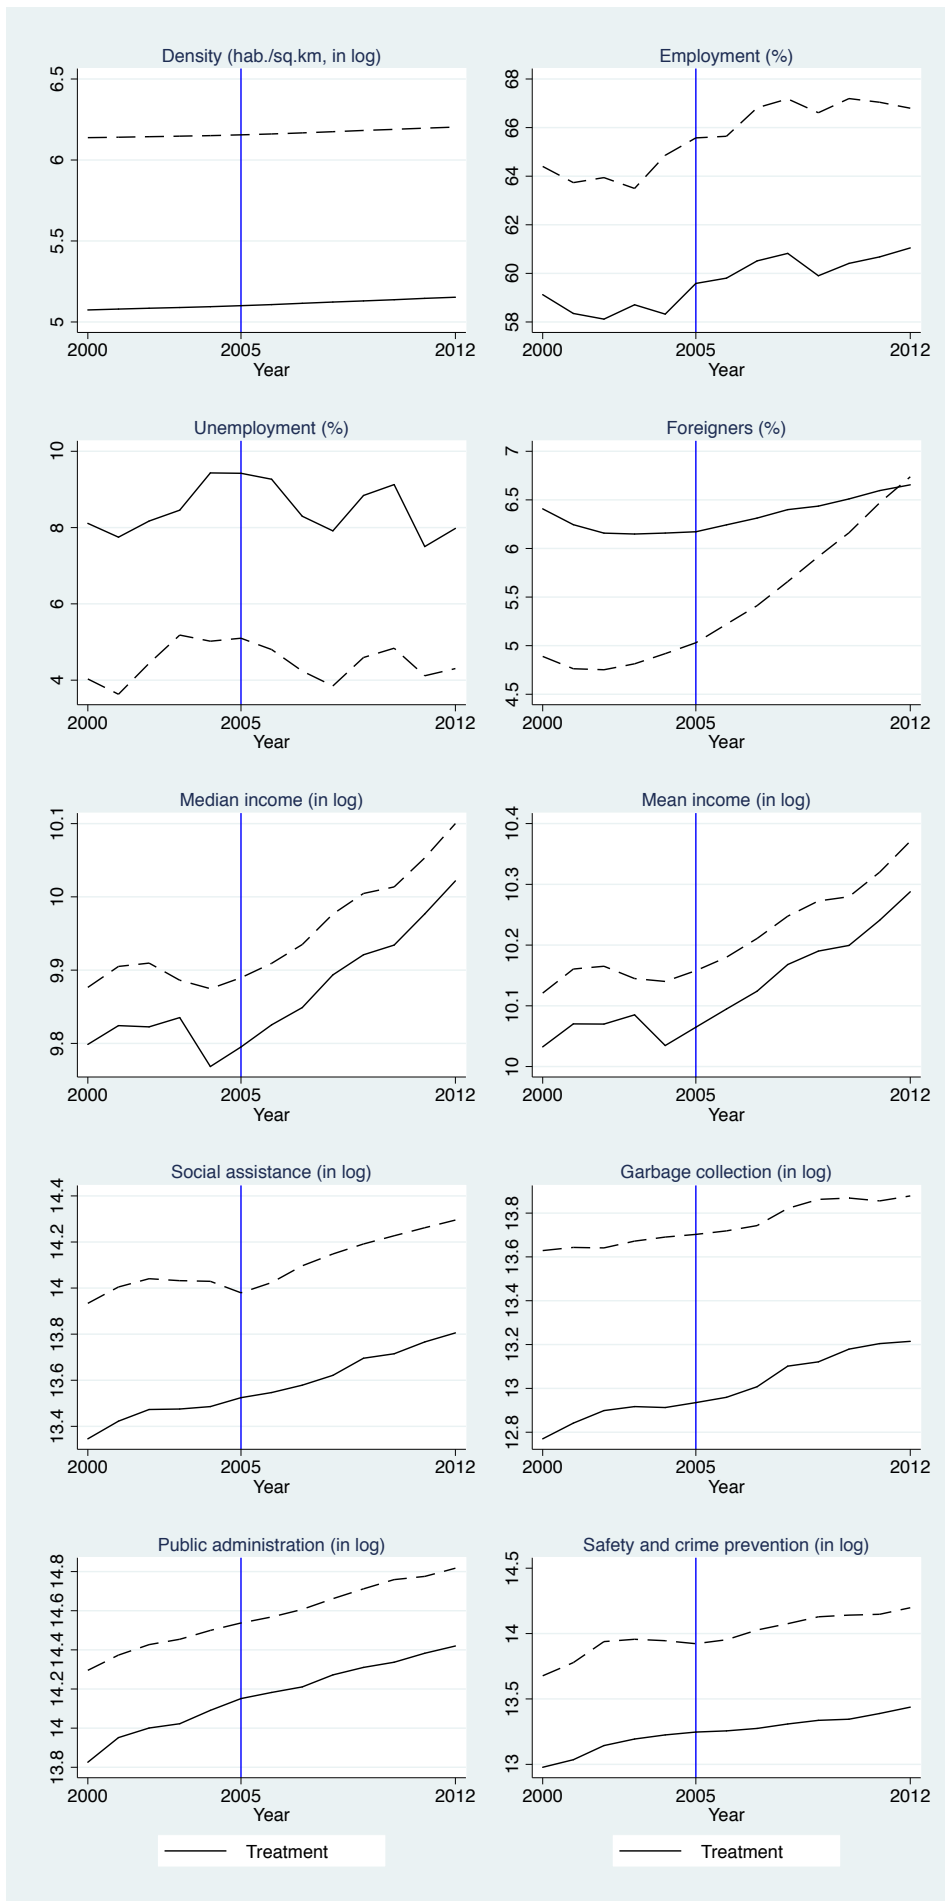 Density (hab./sq.km, in log)
6.5
6
5.5
5
2000 2005 2012
Year
Employment (%)
68
66
64
62
60
58
2000 2005 2012
Year
Unemployment (%)
10
8
6
4
2000 2005 2012
Year
Foreigners (%)
7
6.5
6
5.5
5
4.5
2000 2005 2012
Year
Median income (in log)
10.1
10
9.9
9.8
2000 2005 2012
Year
Mean income (in log)
10.4
10.3
10.2
10.1
10
2000 2005 2012
Year
Social assistance (in log)
14.4
14.2
14
13.8
13.6
13.4
2000 2005 2012
Year
Garbage collection (in log)
13.8
13.6
13.4
13.2
13
12.8
2000 2005 2012
Year
Public administration (in log)
14.8
14.6
14.4
14.2
14
13.8
2000 2005 2012
Year
Treatment
Safety and crime prevention (in log)
14.5
14
13.5
13
2000 2005 2012
Year
Treatment